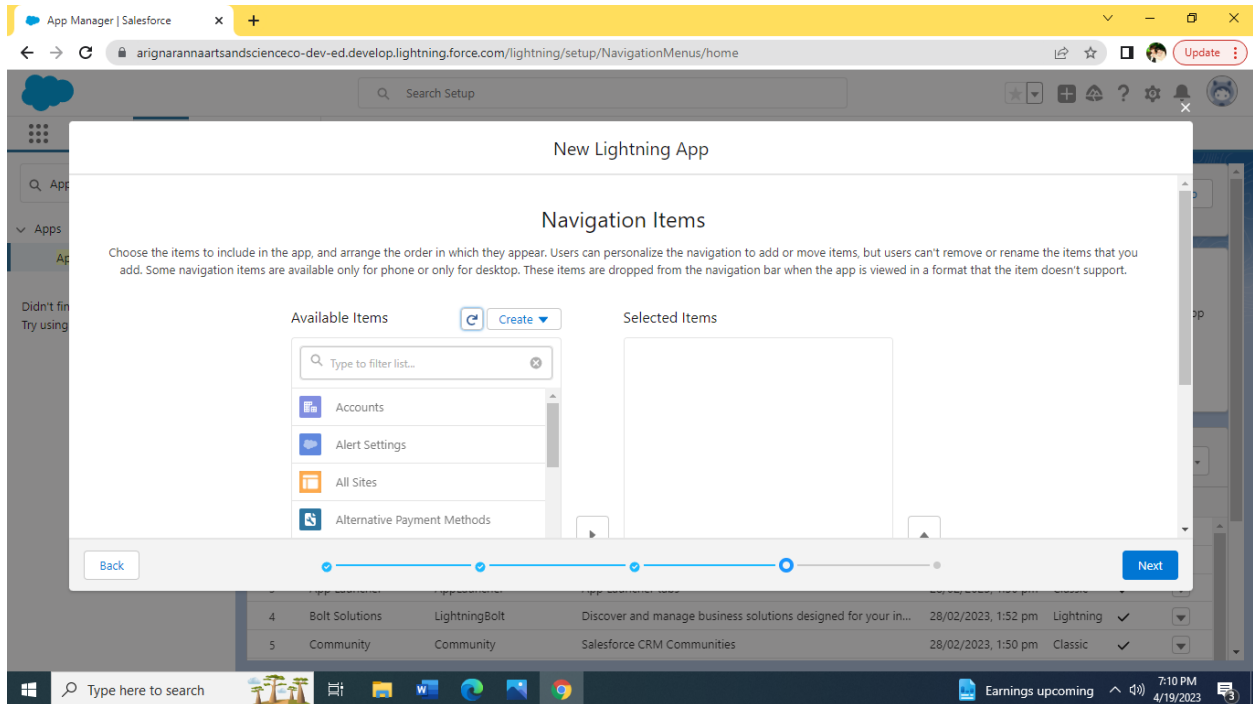 App Manager | Salesforce
arignarannaartsandscienceco-dev-ed.develop.lightning.force.com/lightning/setup/NavigationMenus/home
Update
Search Setup
New Lightning App
App
Apps
Ap
Didn't fin
Try using
Navigation Items
Choose the items to include in the app, and arrange the order in which they appear. Users can personalize the navigation to add or move items, but users can't remove or rename the items that you
add. Some navigation items are available only for phone or only for desktop. These items are dropped from the navigation bar when the app is viewed in a format that the item doesn't support.
Available Items
Create
Selected Items
Type to filter list...
Accounts
Alert Settings
All Sites
Alternative Payment Methods
Back
Next
4 Bolt Solutions LightningBolt Discover and manage business solutions designed for your in... 28/02/2023, 1:52 pm Lightning
5 Community Community Salesforce CRM Communities 28/02/2023, 1:50 pm Classic
Type here to search
Earnings upcoming
7:10 PM
4/19/2023
3